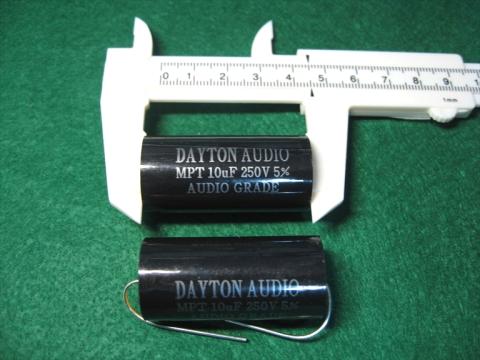 0 1 2 3 4 5 6 7 8 9 1
1mm
DAYTON AUDIO
MPT 10uF 250V 5%
AUDIO GRADE
DAYTON AUDIO
MPT 10uF 250V 5%